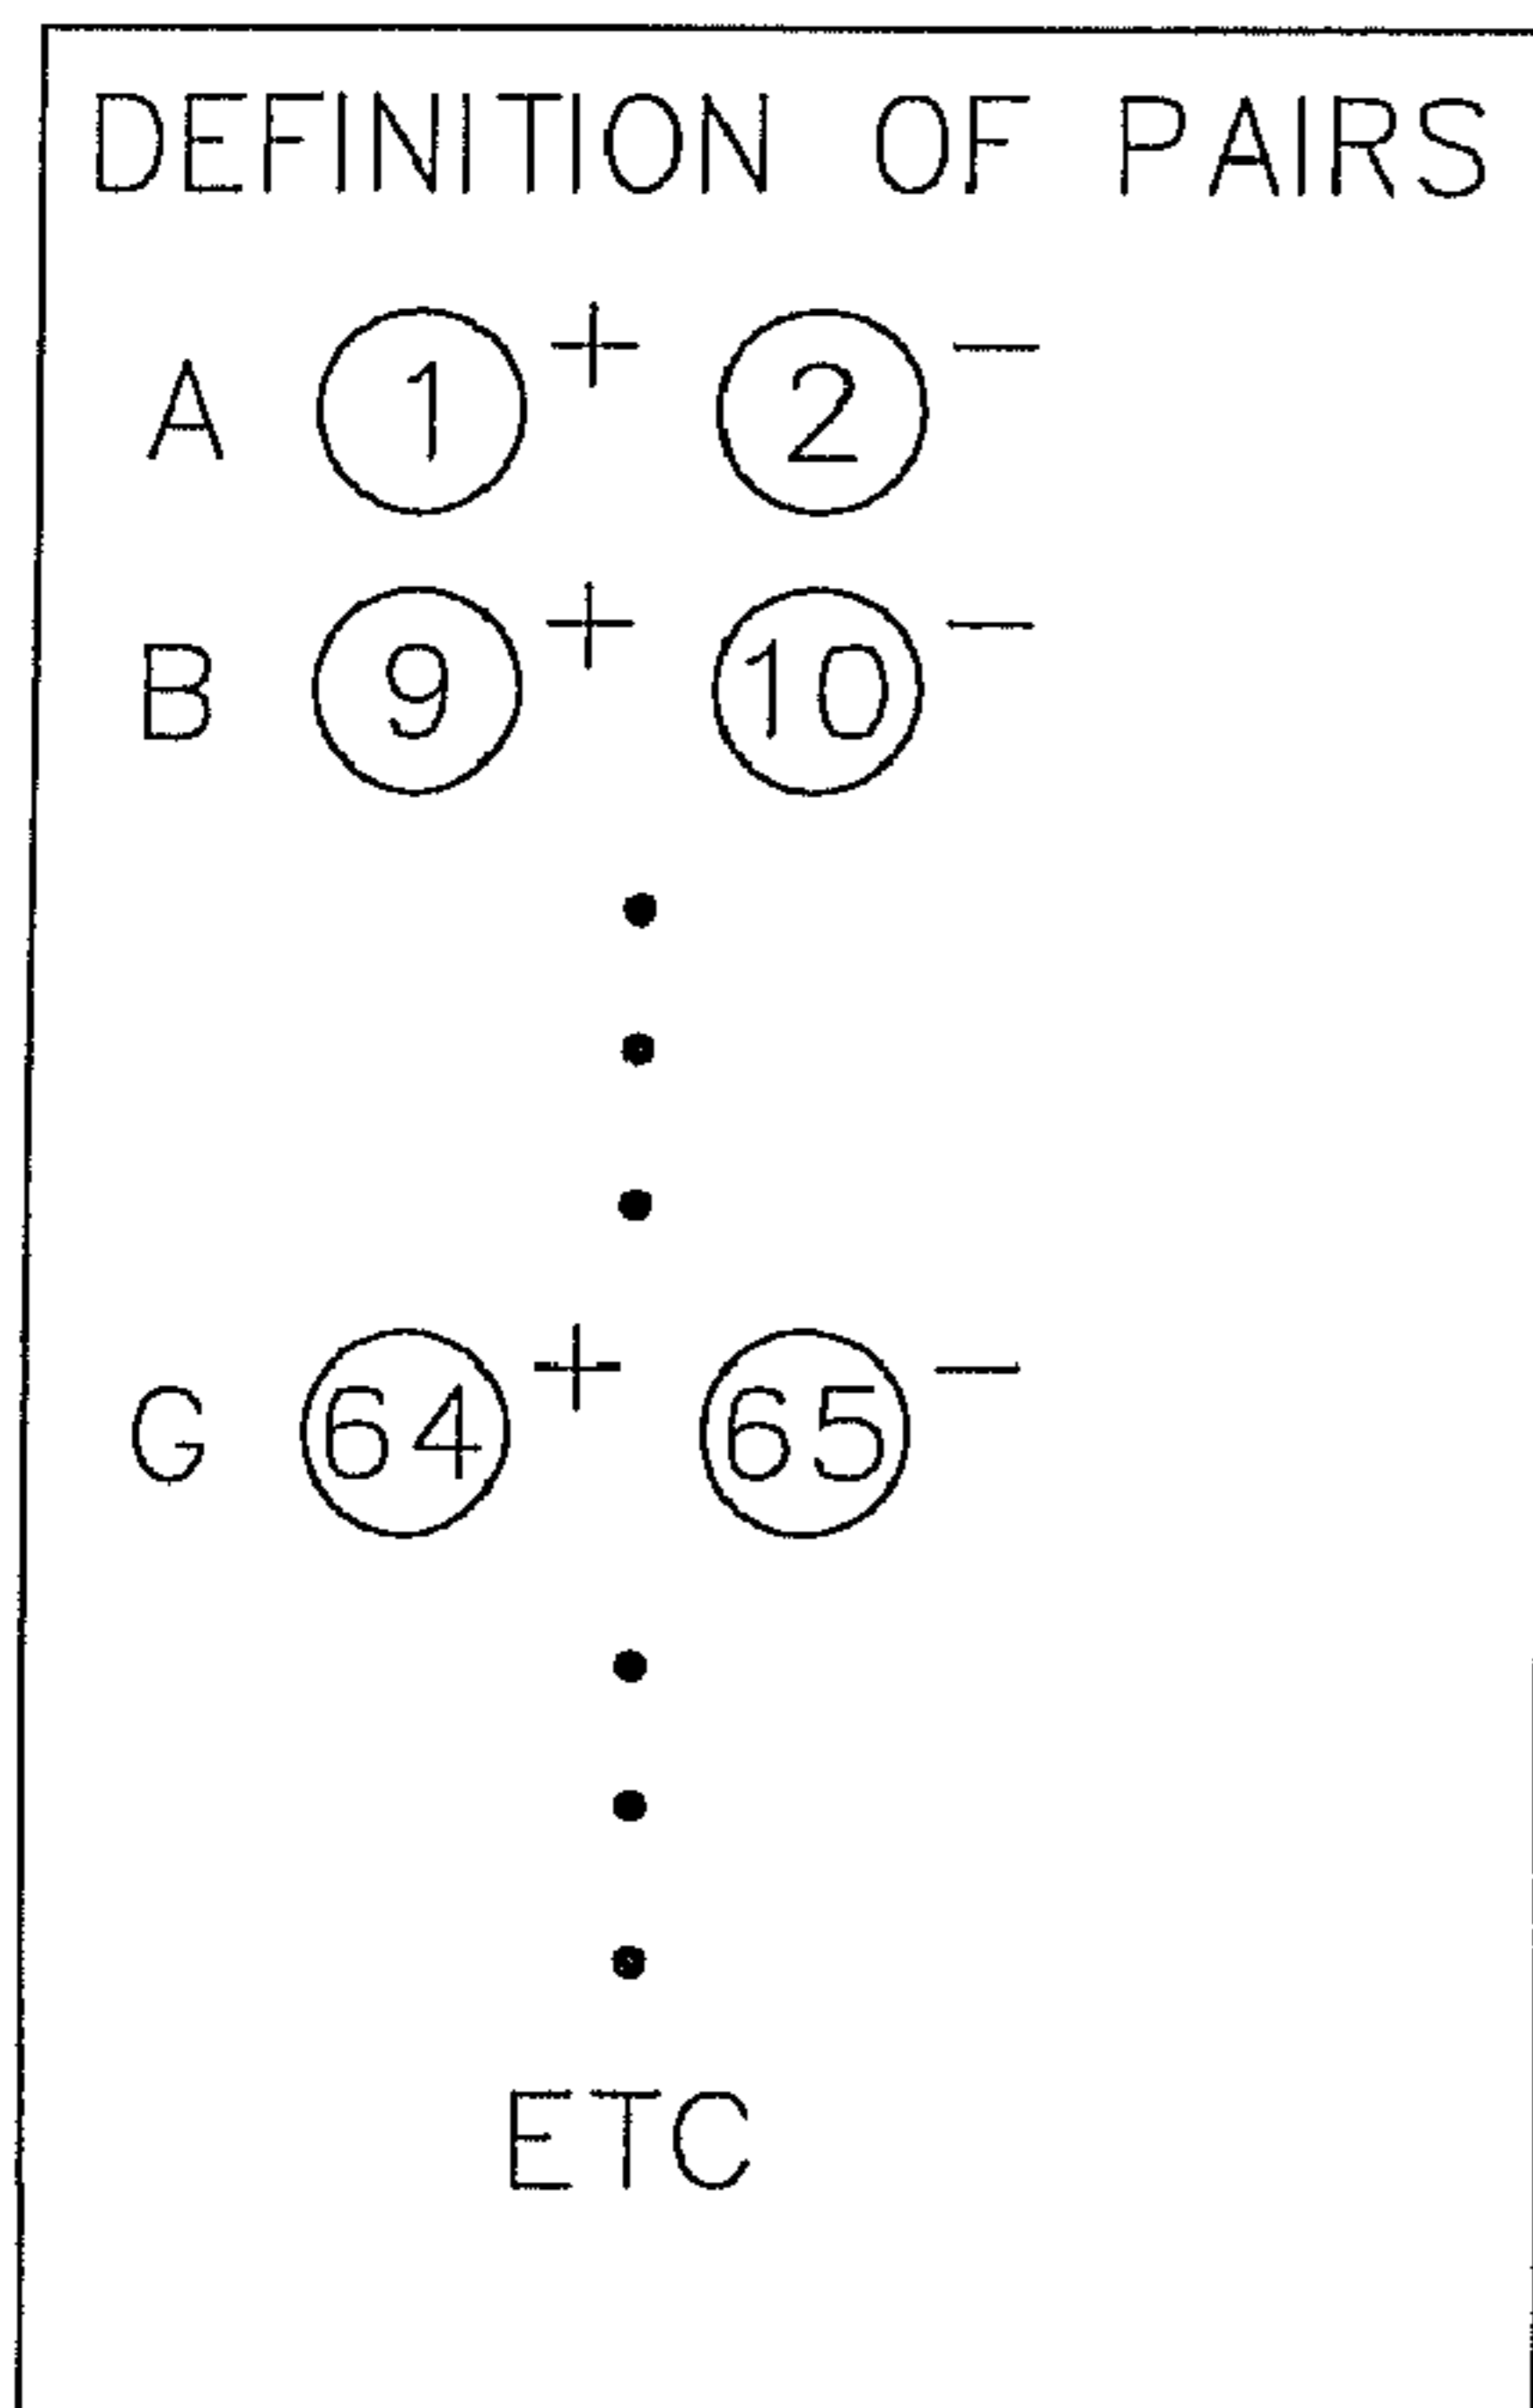 DEFINITION OF PAIRS
A 1+ 2-
B 9+ 10-
G 64+ 65-
ETC